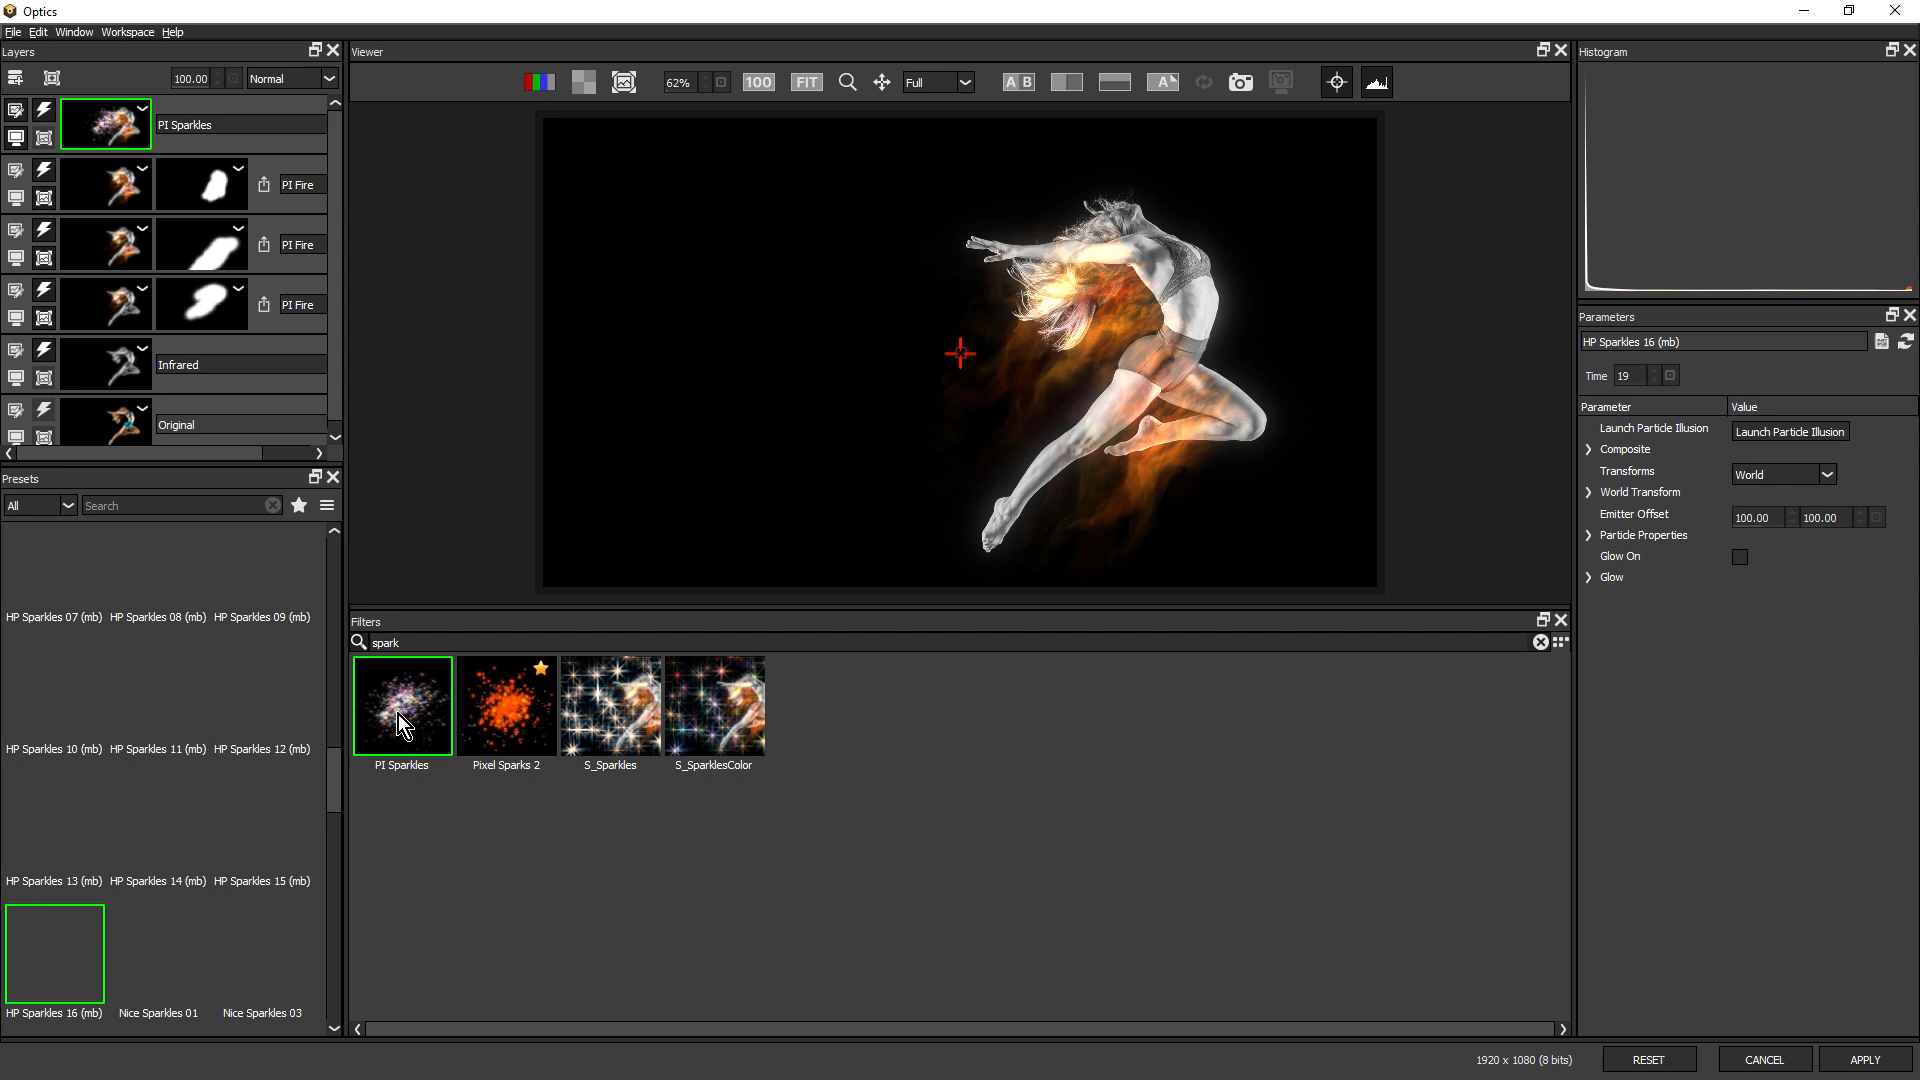 Optics
File Edit Window Workspace Help
Layers
100.00 Normal
PI Sparkles
PI Fire
PI Fire
PI Fire
Infrared
Original
Presets
All Search
HP Sparkles 07 (mb) HP Sparkles 08 (mb) HP Sparkles 09 (mb)
HP Sparkles 10 (mb) HP Sparkles 11 (mb) HP Sparkles 12 (mb)
HP Sparkles 13 (mb) HP Sparkles 14 (mb) HP Sparkles 15 (mb)
HP Sparkles 16 (mb) Nice Sparkles 01 Nice Sparkles 03
Viewer
62% 100 FIT Full A B A
Filters
spark
PI Sparkles Pixel Sparks 2 S_Sparkles S_SparklesColor
Histogram
Parameters
HP Sparkles 16 (mb)
Time 19
Parameter Value
Launch Particle Illusion Launch Particle Illusion
Composite
Transforms World
World Transform
Emitter Offset 100.00 100.00
Particle Properties
Glow On
Glow
1920 x 1080 (8 bits) RESET CANCEL APPLY